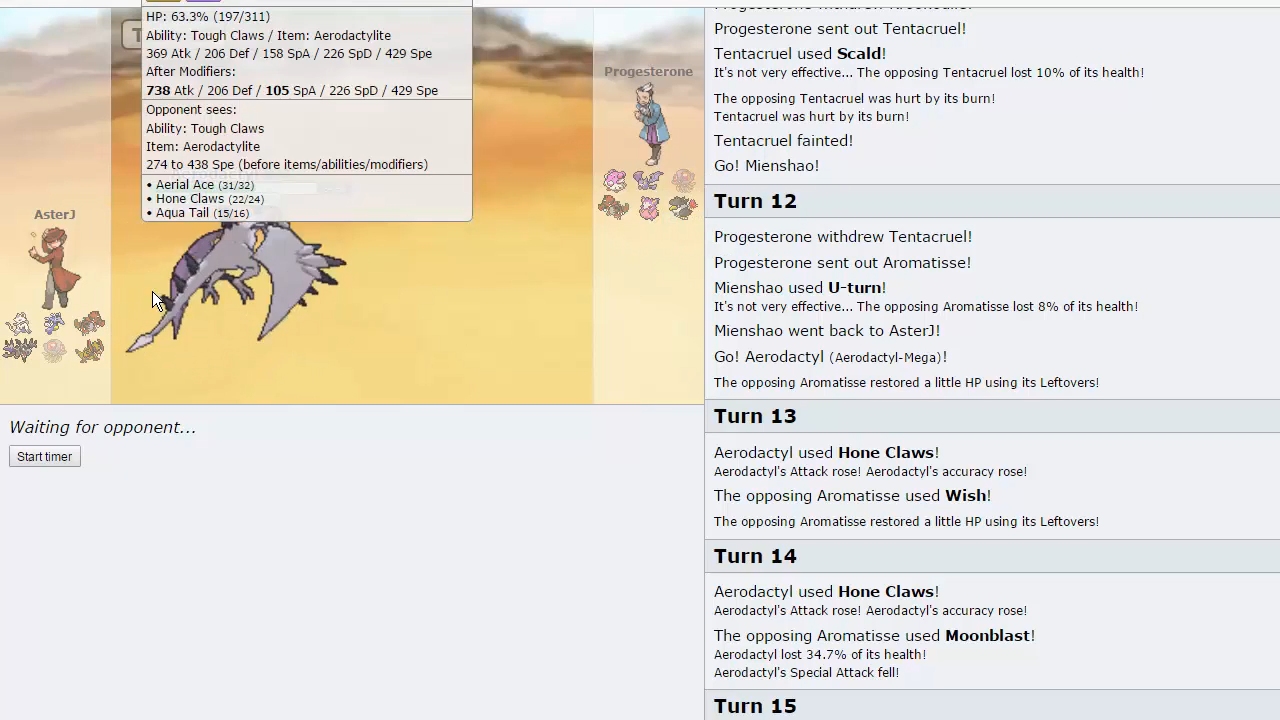 HP: 63.3% (197/311)
Ability: Tough Claws / Item: Aerodactylite
369 Atk / 206 Def / 158 SpA / 226 SpD / 429 Spe
After Modifiers:
738 Atk / 206 Def / 105 SpA / 226 SpD / 438 Spe
Opponent sees:
Ability: Tough Claws
Item: Aerodactylite
274 to 438 Spe (before items/abilities/modifiers)
• Aerial Ace (31/32)
• Hone Claws (22/24)
• Aqua Tail (15/16)
Progesterone
AsterJ
Waiting for opponent...
Start timer
Progesterone sent out Tentacruel!
Tentacruel used Scald!
It's not very effective... The opposing Tentacruel lost 10% of its health!
The opposing Tentacruel was hurt by its burn!
Tentacruel was hurt by its burn!
Tentacruel fainted!
Go! Mienshao!
Turn 12
Progesterone withdrew Tentacruel!
Progesterone sent out Aromatisse!
Mienshao used U-turn!
It's not very effective... The opposing Aromatisse lost 8% of its health!
Mienshao went back to AsterJ!
Go! Aerodactyl (Aerodactyl-Mega)!
The opposing Aromatisse restored a little HP using its Leftovers!
Turn 13
Aerodactyl used Hone Claws!
Aerodactyl's Attack rose! Aerodactyl's accuracy rose!
The opposing Aromatisse used Wish!
The opposing Aromatisse restored a little HP using its Leftovers!
Turn 14
Aerodactyl used Hone Claws!
Aerodactyl's Attack rose! Aerodactyl's accuracy rose!
The opposing Aromatisse used Moonblast!
Aerodactyl lost 34.7% of its health!
Aerodactyl's Special Attack fell!
Turn 15